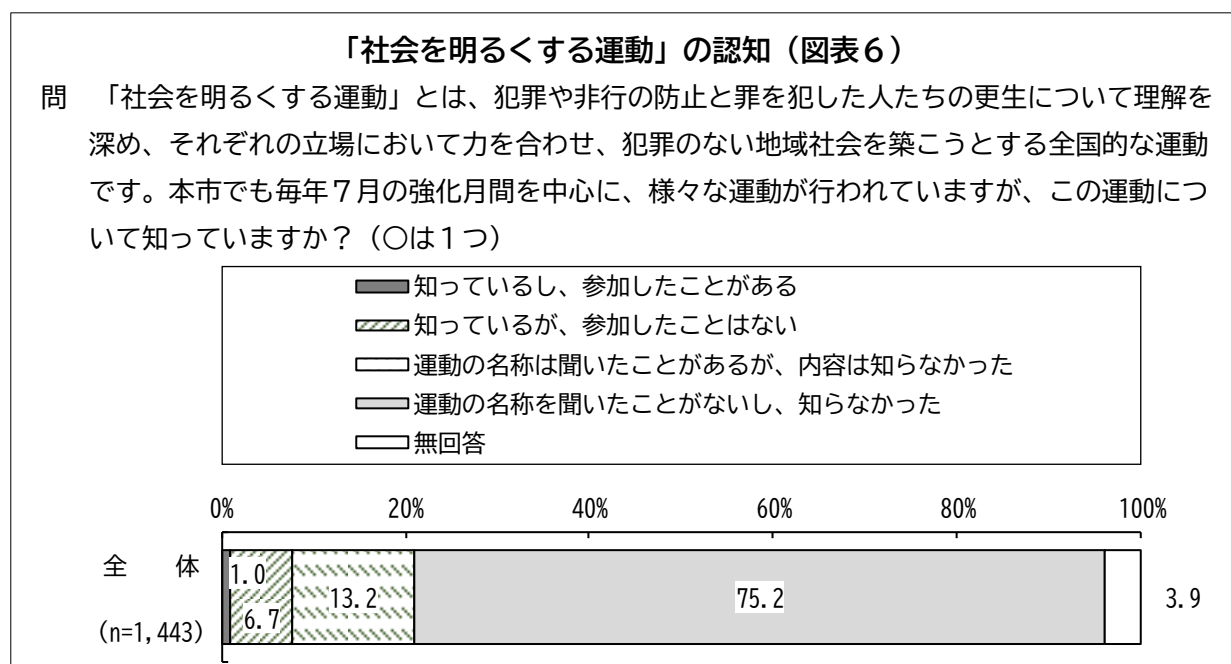 「社会を明るくする運動」の認知（図表６）
問　「社会を明るくする運動」とは、犯罪や非行の防止と罪を犯した人たちの更生について理解を
深め、それぞれの立場において力を合わせ、犯罪のない地域社会を築こうとする全国的な運動
です。本市でも毎年７月の強化月間を中心に、様々な運動が行われていますが、この運動につ
いて知っていますか？（○は１つ）
知っているし、参加したことがある
知っているが、参加したことはない
運動の名称は聞いたことがあるが、内容は知らなかった
運動の名称を聞いたことがないし、知らなかった
無回答
0% 20% 40% 60% 80% 100%
全　体
(n=1,443)
1.0
6.7
13.2
75.2
3.9